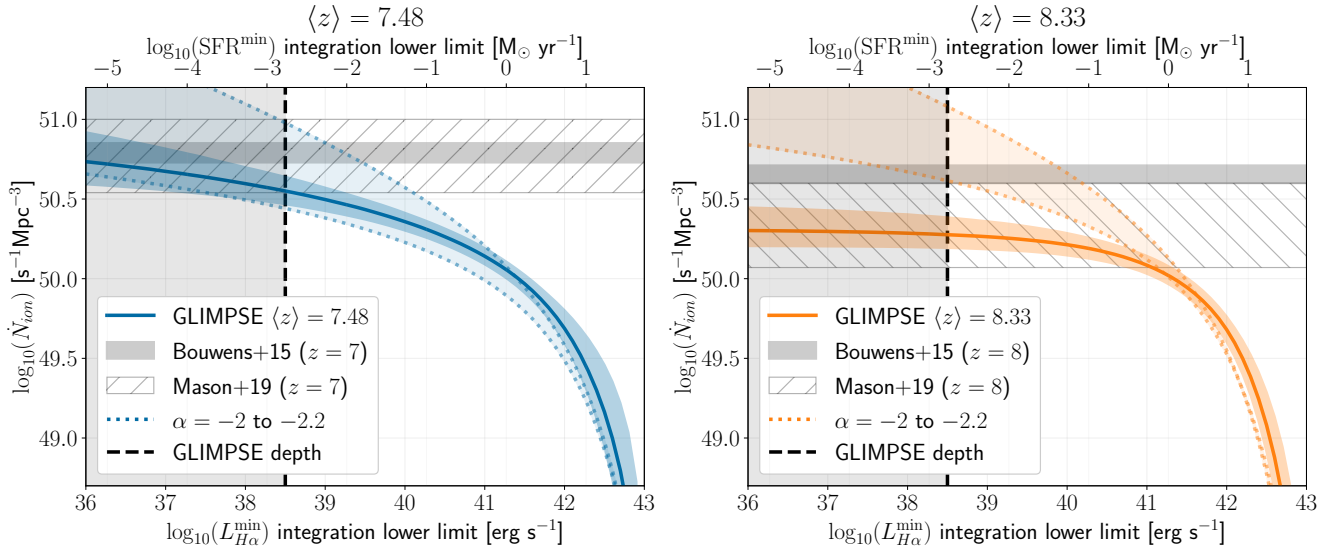 ⟨z⟩ = 7.48
log₁₀(SFRᵐⁱⁿ) integration lower limit [M⊙ yr⁻¹]
−5 −4 −3 −2 −1 0 1
51.0
50.5
50.0
49.5
49.0
log₁₀(Ṅ_ion) [s⁻¹Mpc⁻³]
GLIMPSE ⟨z⟩ = 7.48
Bouwens+15 (z = 7)
Mason+19 (z = 7)
α = −2 to −2.2
GLIMPSE depth
36 37 38 39 40 41 42 43
log₁₀(L_Hα^min) integration lower limit [erg s⁻¹]
⟨z⟩ = 8.33
log₁₀(SFRᵐⁱⁿ) integration lower limit [M⊙ yr⁻¹]
−5 −4 −3 −2 −1 0 1
51.0
50.5
50.0
49.5
49.0
log₁₀(Ṅ_ion) [s⁻¹Mpc⁻³]
GLIMPSE ⟨z⟩ = 8.33
Bouwens+15 (z = 8)
Mason+19 (z = 8)
α = −2 to −2.2
GLIMPSE depth
36 37 38 39 40 41 42 43
log₁₀(L_Hα^min) integration lower limit [erg s⁻¹]